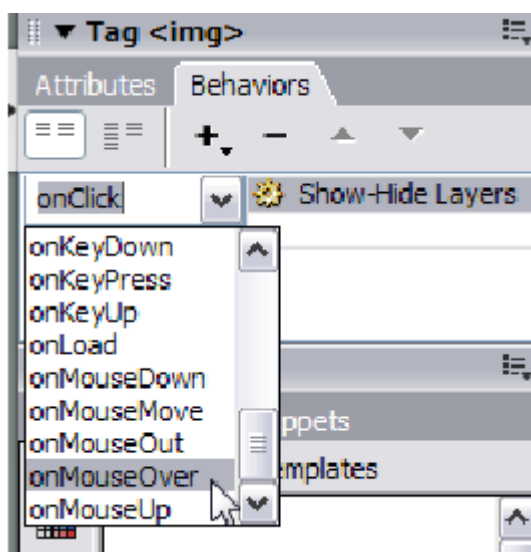 Tag <img>
Attributes Behaviors
onClick Show-Hide Layers
onKeyDown
onKeyPress
onKeyUp
onLoad
onMouseDown
onMouseMove
onMouseOut ppets
onMouseOver mplates
onMouseUp